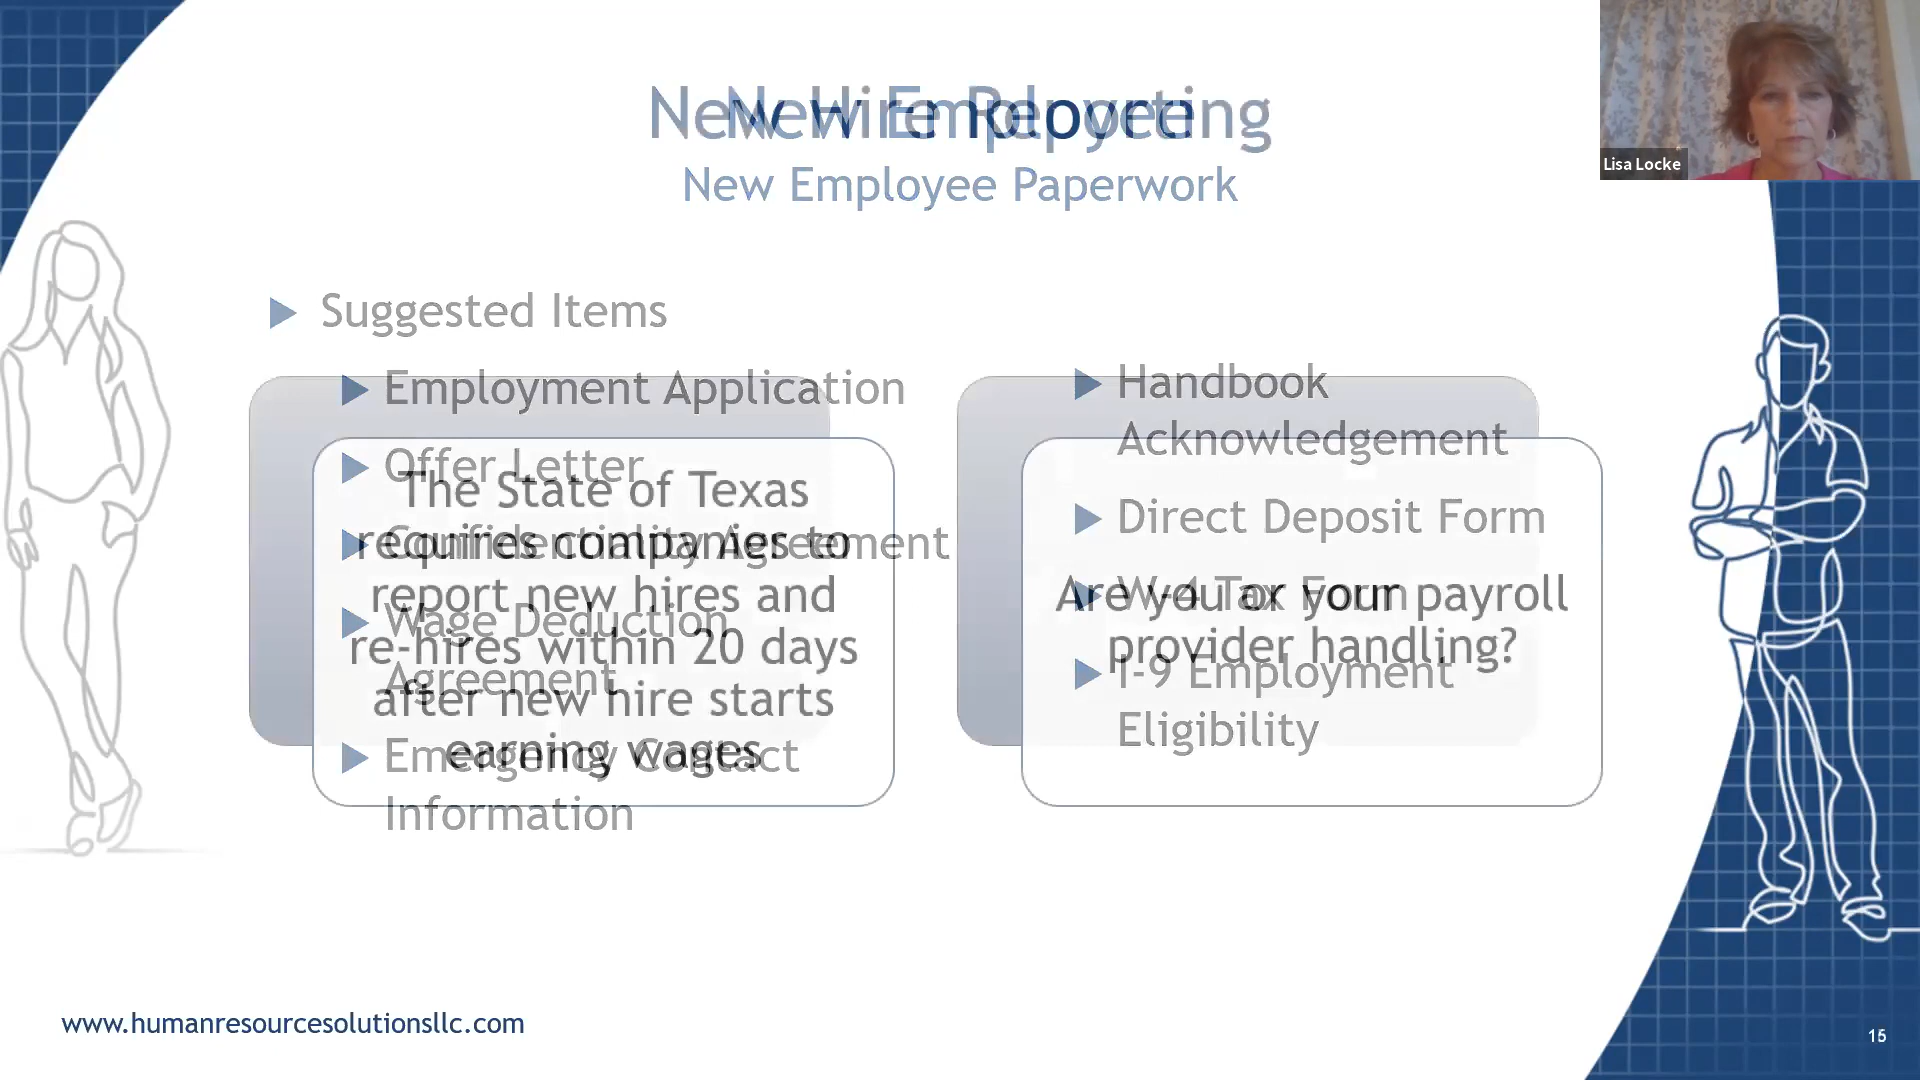 New Hire Reporting
New Employee
New Employee Paperwork
Lisa Locke
Suggested Items
Employment Application
Offer Letter
Confidentiality Agreement
Wage Deduction
Agreement
Emergency Contact
Information
Handbook
Acknowledgement
Direct Deposit Form
W-4 Tax Form
I-9 Employment
Eligibility
The State of Texas
requires companies to
report new hires and
re-hires within 20 days
after new hire starts
earning wages
Are you or your payroll
provider handling?
www.humanresourcesolutionsllc.com